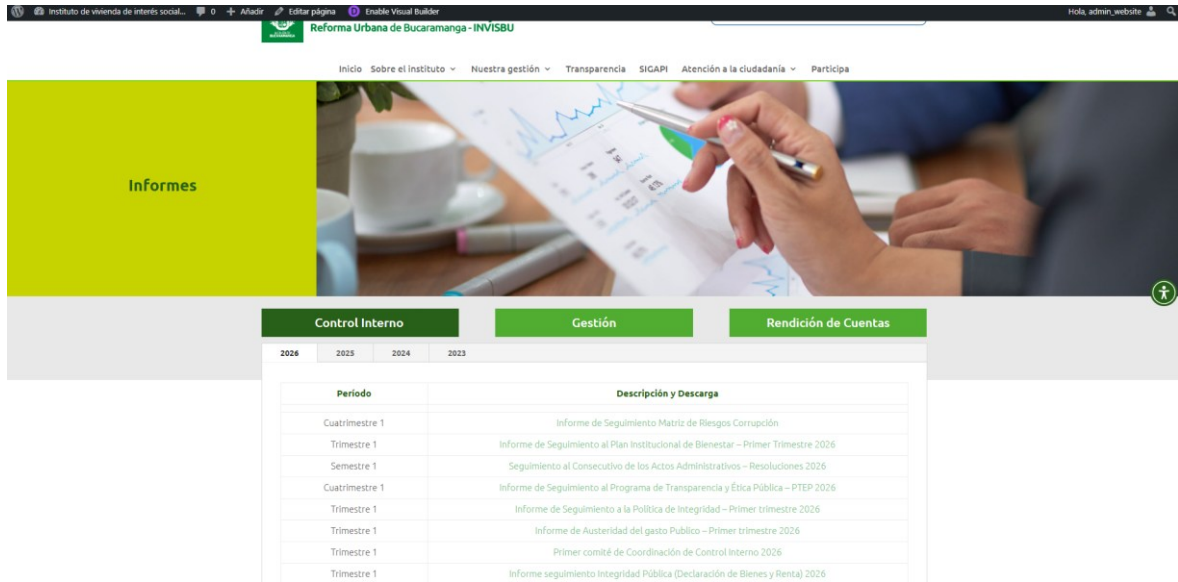 Instituto de vivienda de interés social... 0 Añadir Editar página Enable Visual Builder Hola, admin_website
Reforma Urbana de Bucaramanga - INVISBU
Inicio Sobre el instituto Nuestra gestión Transparencia SIGAPI Atención a la ciudadanía Participa
Informes
Control Interno Gestión Rendición de Cuentas
2026 2025 2024 2023
Periodo Descripción y Descarga
Cuatrimestre 1 Informe de Seguimiento Matriz de Riesgos Corrupción
Trimestre 1 Informe de Seguimiento al Plan Institucional de Bienestar – Primer Trimestre 2026
Semestre 1 Seguimiento al Consecutivo de los Actos Administrativos – Resoluciones 2026
Cuatrimestre 1 Informe de Seguimiento al Programa de Transparencia y Ética Pública – PTEP 2026
Trimestre 1 Informe de Seguimiento a la Política de Integridad – Primer trimestre 2026
Trimestre 1 Informe de Austeridad del gasto Publico – Primer trimestre 2026
Trimestre 1 Primer comité de Coordinación de Control Interno 2026
Trimestre 1 Informe seguimiento Integridad Pública (Declaración de Bienes y Renta) 2026